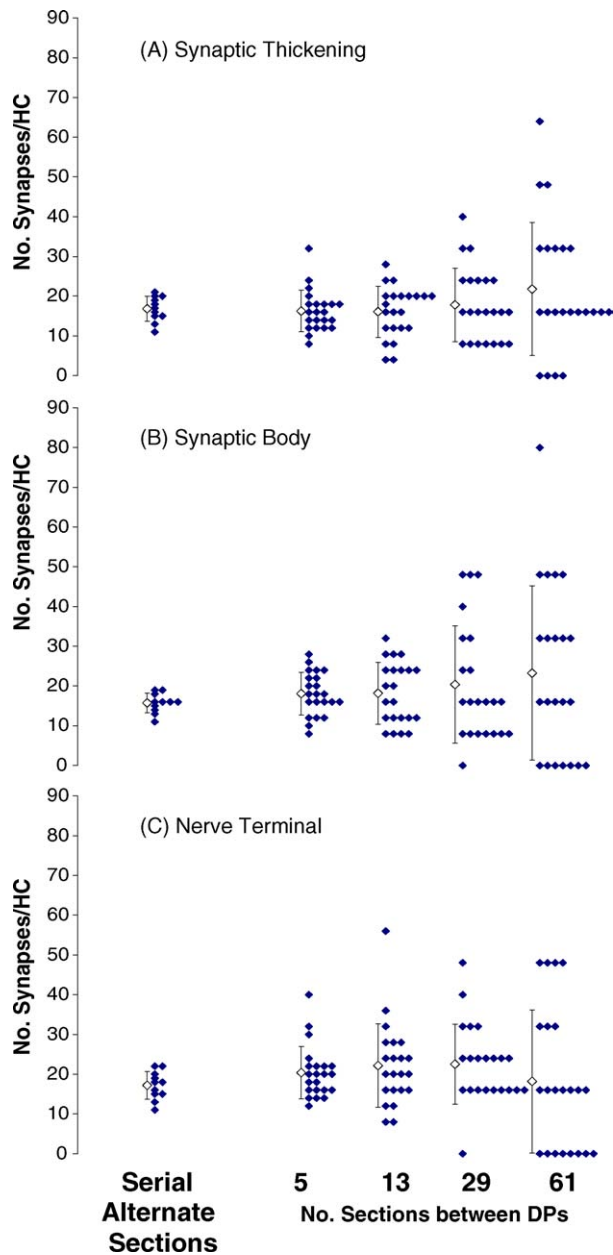 90
(A) Synaptic Thickening
80
70
60
50
40
30
20
10
0
No. Synapses/HC
90
(B) Synaptic Body
80
70
60
50
40
30
20
10
0
No. Synapses/HC
90
(C) Nerve Terminal
80
70
60
50
40
30
20
10
0
No. Synapses/HC
Serial
Alternate
Sections
5 13 29 61
No. Sections between DPs